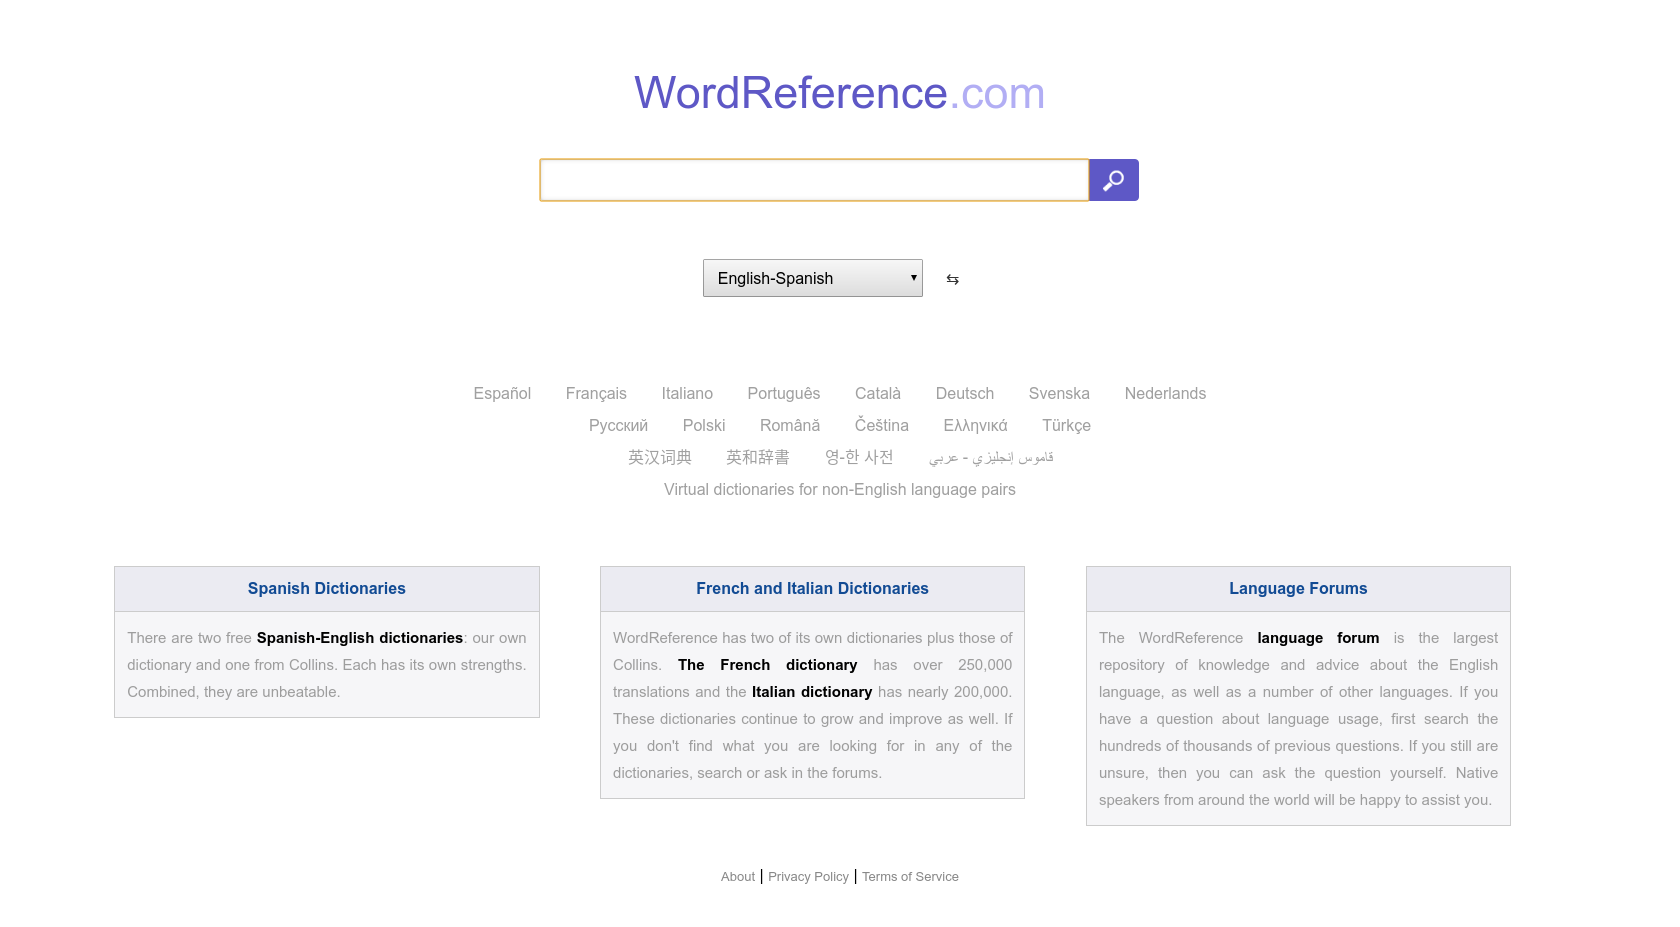 WordReference.com
English-Spanish
Español Français Italiano Português Català Deutsch Svenska Nederlands
Русский Polski Română Čeština Ελληνικά Türkçe
英汉词典 英和辞書 영-한 사전 قاموس إنجليزي - عربي
Virtual dictionaries for non-English language pairs
Spanish Dictionaries
There are two free Spanish-English dictionaries: our own
dictionary and one from Collins. Each has its own strengths.
Combined, they are unbeatable.
French and Italian Dictionaries
WordReference has two of its own dictionaries plus those of
Collins. The French dictionary has over 250,000
translations and the Italian dictionary has nearly 200,000.
These dictionaries continue to grow and improve as well. If
you don't find what you are looking for in any of the
dictionaries, search or ask in the forums.
Language Forums
The WordReference language forum is the largest
repository of knowledge and advice about the English
language, as well as a number of other languages. If you
have a question about language usage, first search the
hundreds of thousands of previous questions. If you still are
unsure, then you can ask the question yourself. Native
speakers from around the world will be happy to assist you.
About | Privacy Policy | Terms of Service